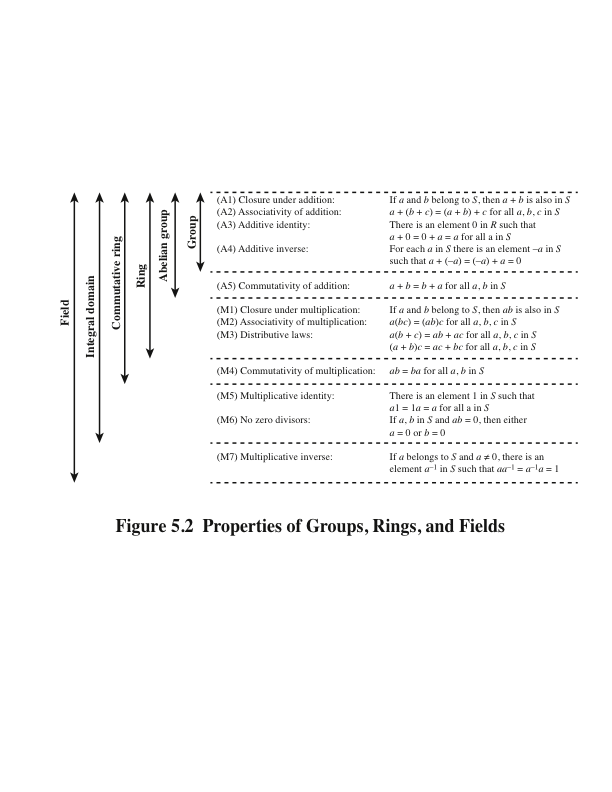 Field
Integral domain
Commutative ring
Ring
Abelian group
Group
(A1) Closure under addition: If a and b belong to S, then a + b is also in S
(A2) Associativity of addition: a + (b + c) = (a + b) + c for all a, b, c in S
(A3) Additive identity: There is an element 0 in R such that
a + 0 = 0 + a = a for all a in S
(A4) Additive inverse: For each a in S there is an element –a in S
such that a + (–a) = (–a) + a = 0
(A5) Commutativity of addition: a + b = b + a for all a, b in S
(M1) Closure under multiplication: If a and b belong to S, then ab is also in S
(M2) Associativity of multiplication: a(bc) = (ab)c for all a, b, c in S
(M3) Distributive laws: a(b + c) = ab + ac for all a, b, c in S
(a + b)c = ac + bc for all a, b, c in S
(M4) Commutativity of multiplication: ab = ba for all a, b in S
(M5) Multiplicative identity: There is an element 1 in S such that
a1 = 1a = a for all a in S
(M6) No zero divisors: If a, b in S and ab = 0, then either
a = 0 or b = 0
(M7) Multiplicative inverse: If a belongs to S and a ≠ 0, there is an
element a⁻¹ in S such that aa⁻¹ = a⁻¹a = 1
Figure 5.2 Properties of Groups, Rings, and Fields